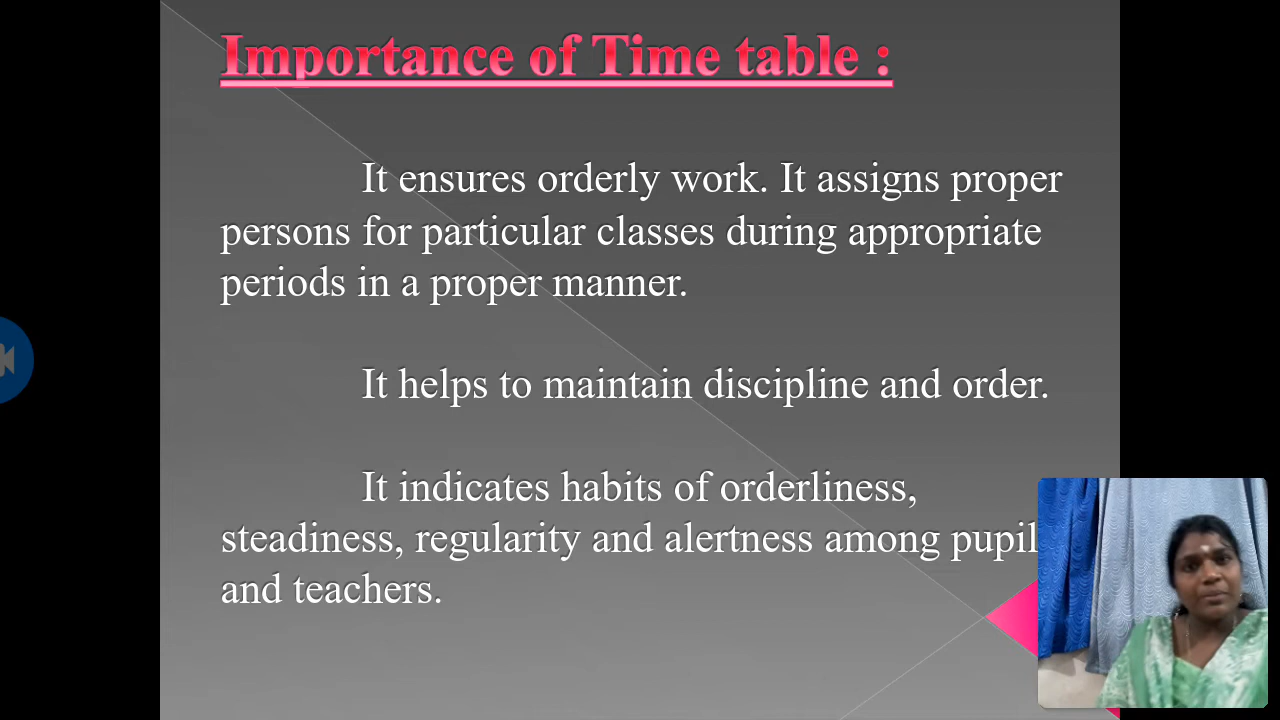 Importance of Time table :
It ensures orderly work. It assigns proper
persons for particular classes during appropriate
periods in a proper manner.
It helps to maintain discipline and order.
It indicates habits of orderliness,
steadiness, regularity and alertness among pupil
and teachers.